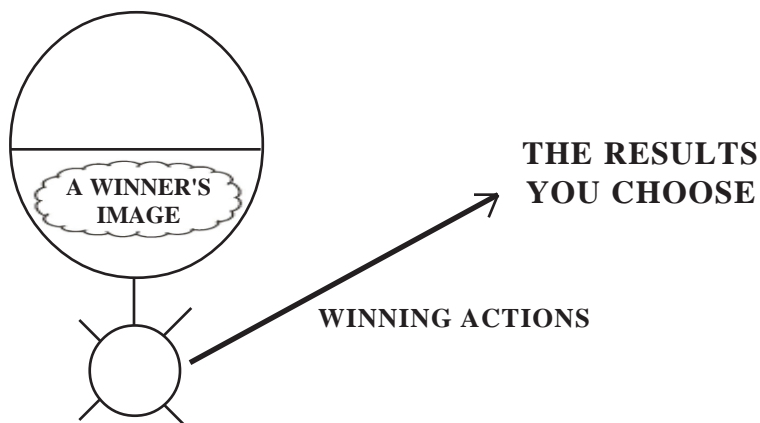 A WINNER'S
IMAGE
THE RESULTS
YOU CHOOSE
WINNING ACTIONS